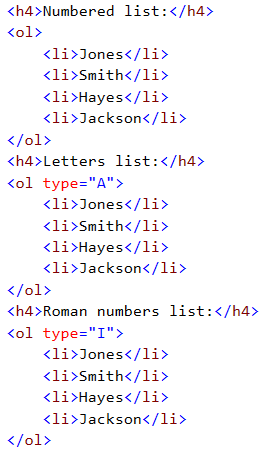 <h4>Numbered list:</h4>
<ol>
    <li>Jones</li>
    <li>Smith</li>
    <li>Hayes</li>
    <li>Jackson</li>
</ol>
<h4>Letters list:</h4>
<ol type="A">
    <li>Jones</li>
    <li>Smith</li>
    <li>Hayes</li>
    <li>Jackson</li>
</ol>
<h4>Roman numbers list:</h4>
<ol type="I">
    <li>Jones</li>
    <li>Smith</li>
    <li>Hayes</li>
    <li>Jackson</li>
</ol>